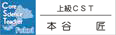 Core
Science
Teacher
Fukui
上級CST
本谷 匠